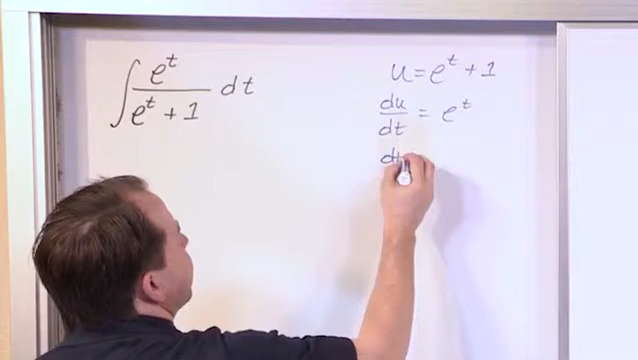 ∫ e^t / (e^t + 1) dt
u = e^t + 1
du/dt = e^t